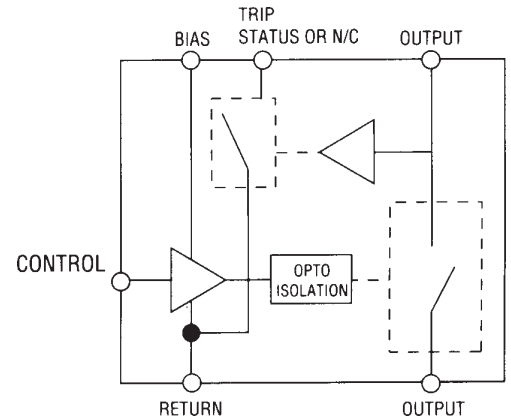 TRIP
BIAS STATUS OR N/C OUTPUT
CONTROL
OPTO
ISOLATION
RETURN OUTPUT